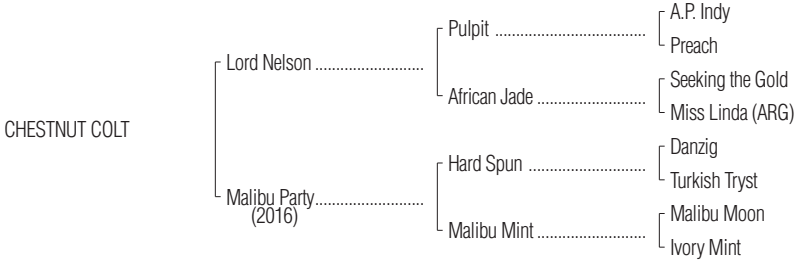 A.P. Indy
Pulpit ....................................
Preach
Lord Nelson ..........................
Seeking the Gold
African Jade ..........................
Miss Linda (ARG)
CHESTNUT COLT
Danzig
Hard Spun ............................
Turkish Tryst
Malibu Party..........................
(2016)
Malibu Moon
Malibu Mint ..........................
Ivory Mint